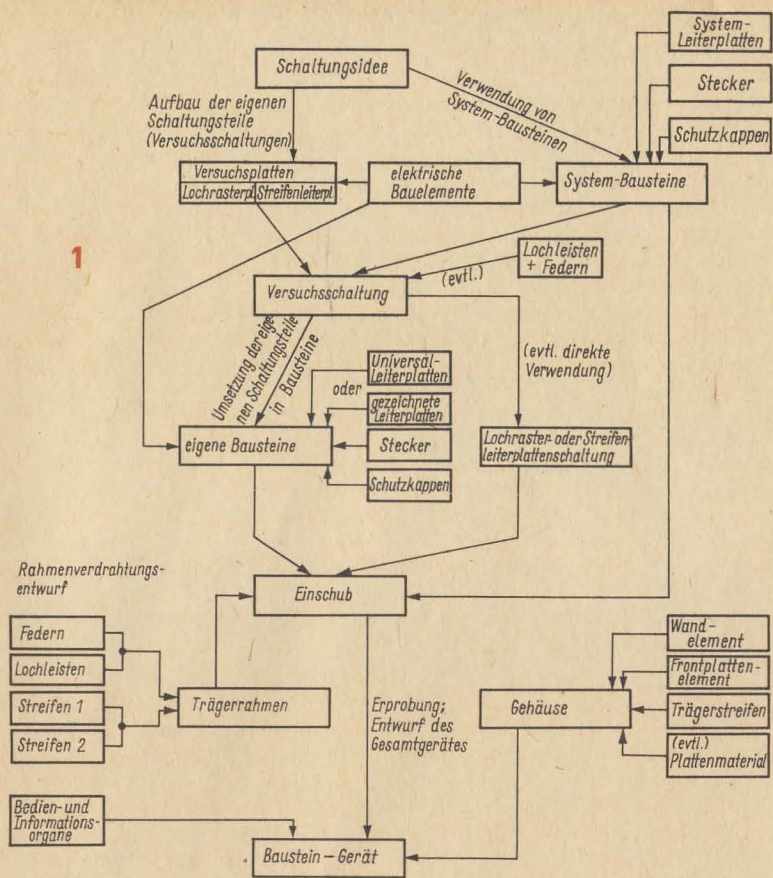 System-
Leiterplatten
Schaltungsidee
Stecker
Aufbau der eigenen
Schaltungsteile
(Versuchsschaltungen)
Verwendung von
System-Bausteinen
Schutzkappen
Versuchsplatten
Lochrasterpl. Streifenleiterpl.
elektrische
Bauelemente
System-Bausteine
1
Lochleisten
+ Federn
(evtl.)
Versuchsschaltung
Umsetzung der eige-
nen Schaltungsteile
in Bausteine
(evtl. direkte
Verwendung)
Universal-
Leiterplatten
oder
gezeichnete
Leiterplatten
eigene Bausteine
Stecker
Lochraster- oder Streifen-
leiterplattenschaltung
Schutzkappen
Rahmenverdrahtungs-
entwurf
Einschub
Federn
Lochleisten
Streifen 1
Streifen 2
Trägerrahmen
Erprobung;
Entwurf des
Gesamtgerätes
Gehäuse
Wand-
element
Frontplatten-
element
Trägerstreifen
(evtl.)
Plattenmaterial
Bedien- und
Informations-
organe
Baustein-Gerät